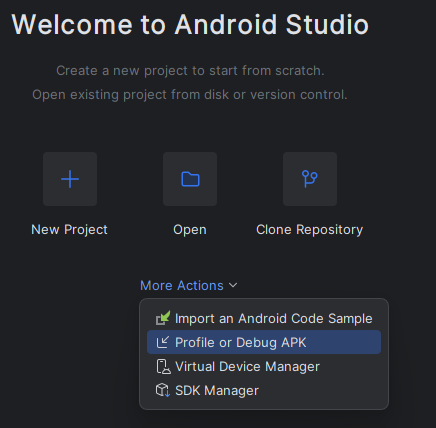 Welcome to Android Studio
Create a new project to start from scratch.
Open existing project from disk or version control.
New Project
Open
Clone Repository
More Actions
Import an Android Code Sample
Profile or Debug APK
Virtual Device Manager
SDK Manager